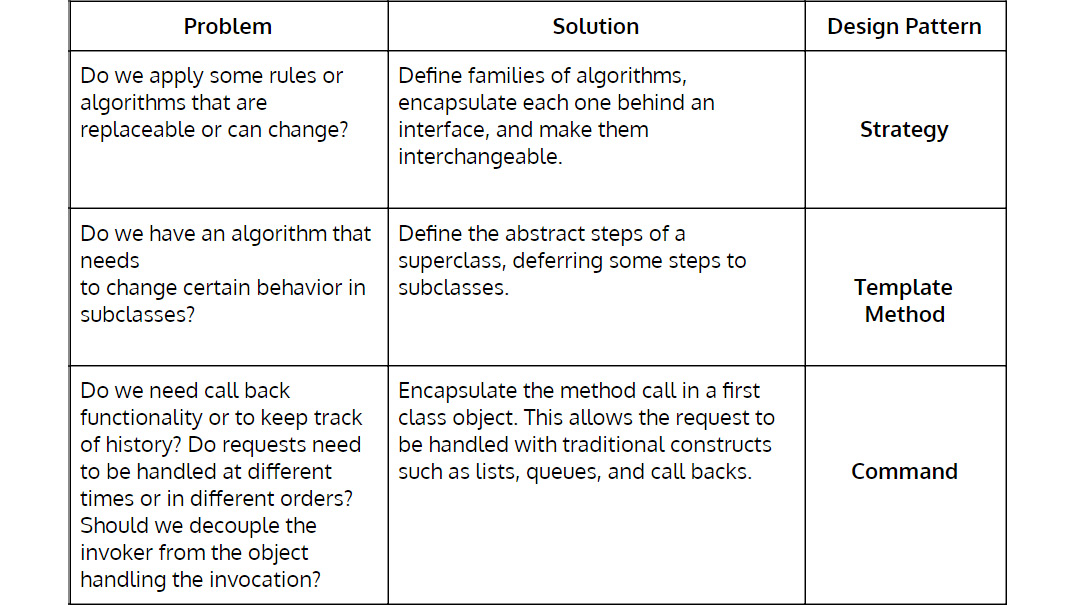 Problem
Solution
Design Pattern
Do we apply some rules or
algorithms that are
replaceable or can change?
Define families of algorithms,
encapsulate each one behind an
interface, and make them
interchangeable.
Strategy
Do we have an algorithm that
needs
to change certain behavior in
subclasses?
Define the abstract steps of a
superclass, deferring some steps to
subclasses.
Template
Method
Do we need call back
functionality or to keep track
of history? Do requests need
to be handled at different
times or in different orders?
Should we decouple the
invoker from the object
handling the invocation?
Encapsulate the method call in a first
class object. This allows the request to
be handled with traditional constructs
such as lists, queues, and call backs.
Command